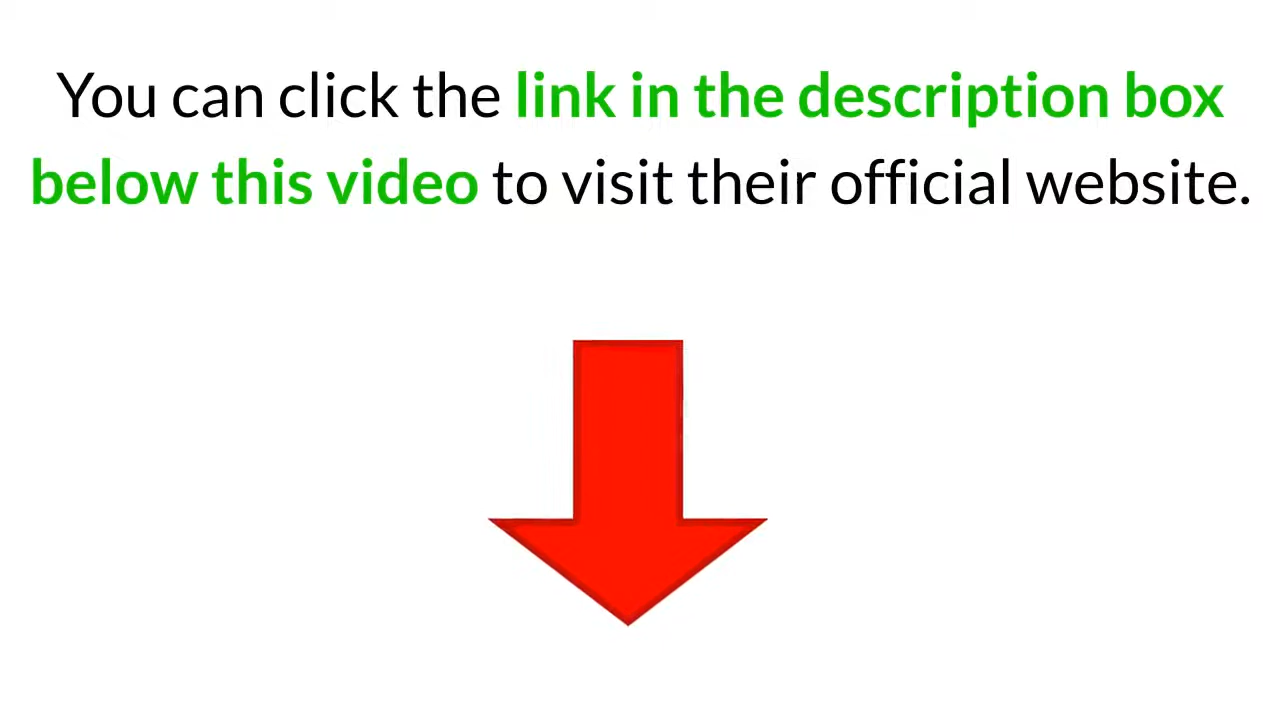 You can click the link in the description box
below this video to visit their official website.